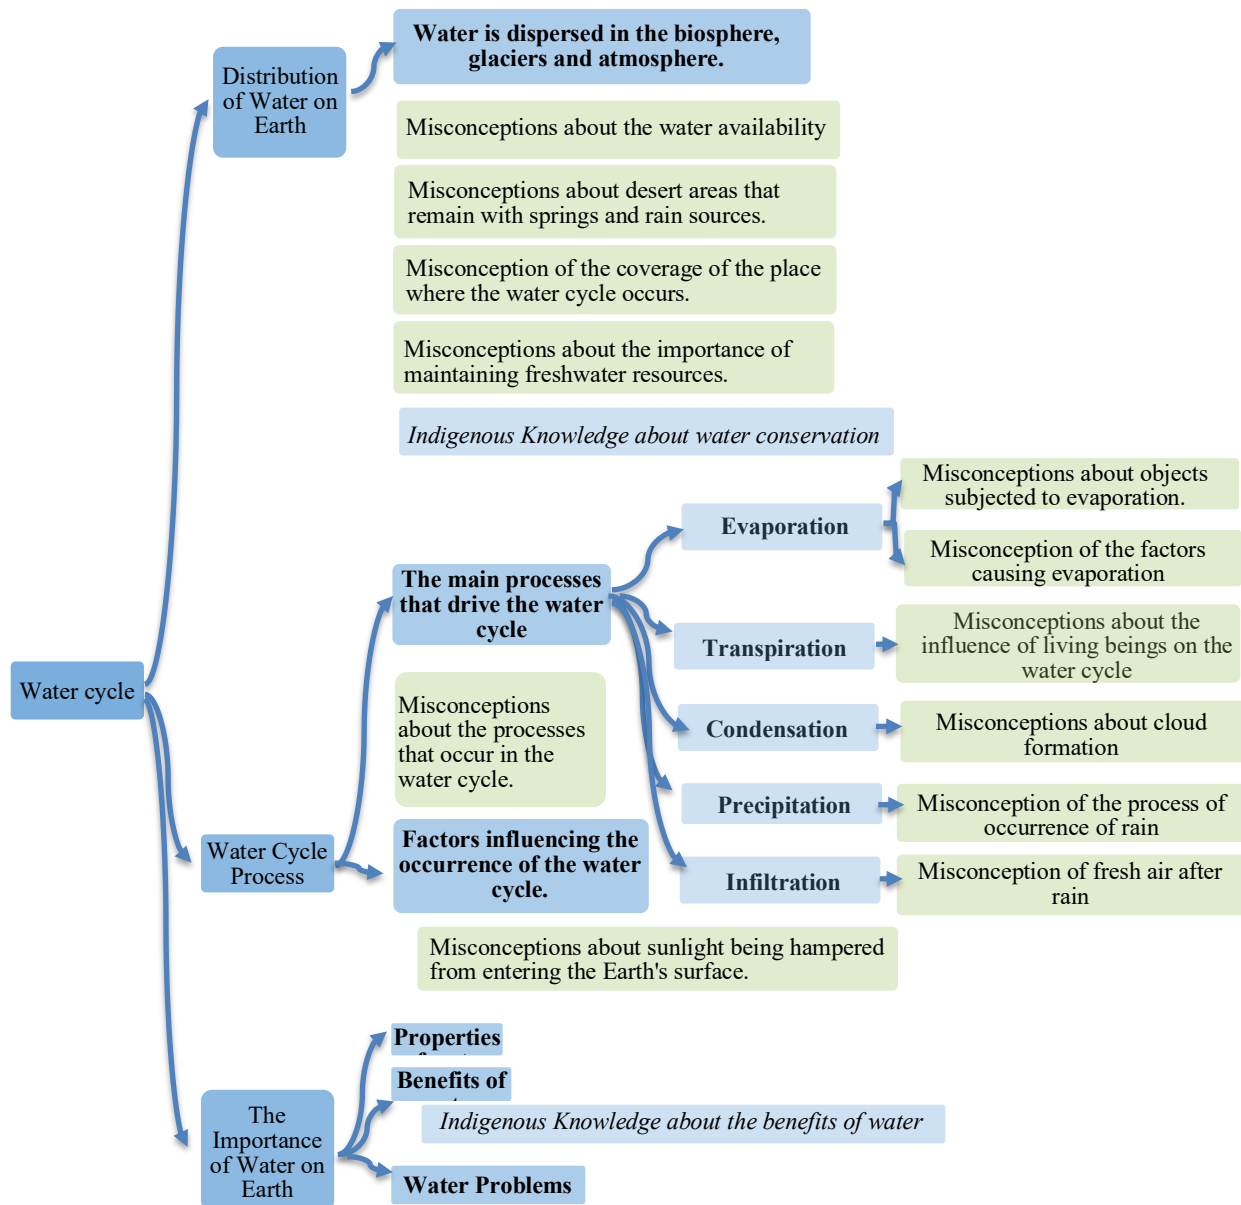 Water is dispersed in the biosphere,
glaciers and atmosphere.
Distribution
of Water on
Earth
Misconceptions about the water availability
Misconceptions about desert areas that
remain with springs and rain sources.
Misconception of the coverage of the place
where the water cycle occurs.
Misconceptions about the importance of
maintaining freshwater resources.
Indigenous Knowledge about water conservation
Misconceptions about objects
subjected to evaporation.
Evaporation
Misconception of the factors
causing evaporation
The main processes
that drive the water
cycle
Misconceptions about the
influence of living beings on the
water cycle
Transpiration
Water cycle
Misconceptions
about the processes
that occur in the
water cycle.
Condensation
Misconceptions about cloud
formation
Precipitation
Misconception of the process of
occurrence of rain
Water Cycle
Process
Factors influencing the
occurrence of the water
cycle.
Infiltration
Misconception of fresh air after
rain
Misconceptions about sunlight being hampered
from entering the Earth's surface.
Properties
Benefits of
Indigenous Knowledge about the benefits of water
The
Importance
of Water on
Earth
Water Problems